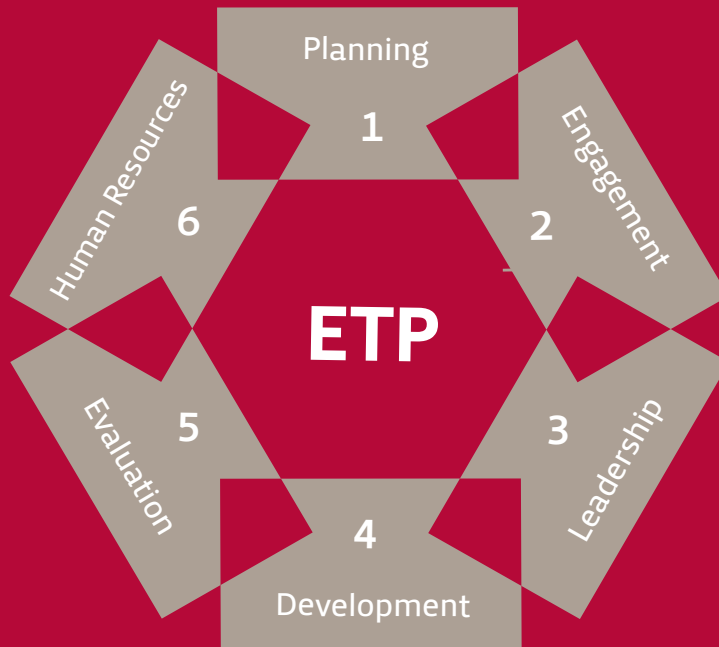 Planning
1
Engagement
2
Leadership
3
Development
4
Evaluation
5
Human Resources
6
ETP